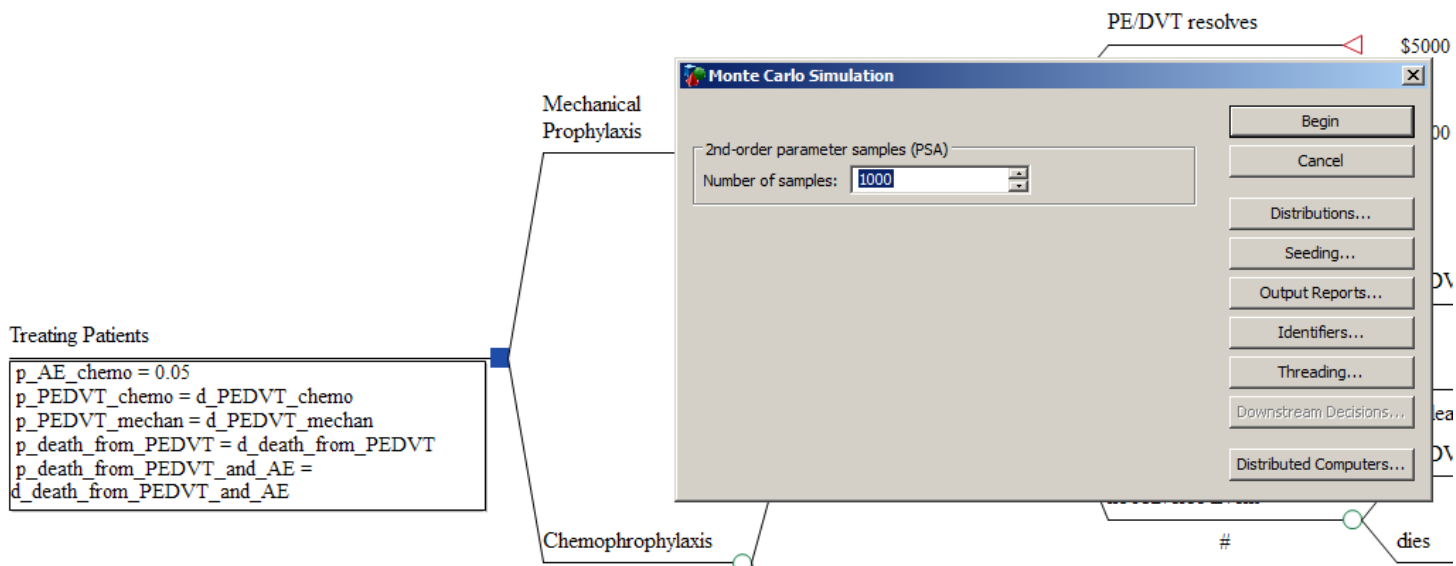 PE/DVT resolves
$5000
Monte Carlo Simulation
Mechanical
Prophylaxis
Begin
00
2nd-order parameter samples (PSA)
Number of samples: 1000
Cancel
Distributions...
Seeding...
Output Reports...
Identifiers...
Threading...
Downstream Decisions...
Distributed Computers...
Treating Patients
p_AE_chemo = 0.05
p_PEDVT_chemo = d_PEDVT_chemo
p_PEDVT_mechan = d_PEDVT_mechan
p_death_from_PEDVT = d_death_from_PEDVT
p_death_from_PEDVT_and_AE =
d_death_from_PEDVT_and_AE
Chemophrophylaxis
#
dies